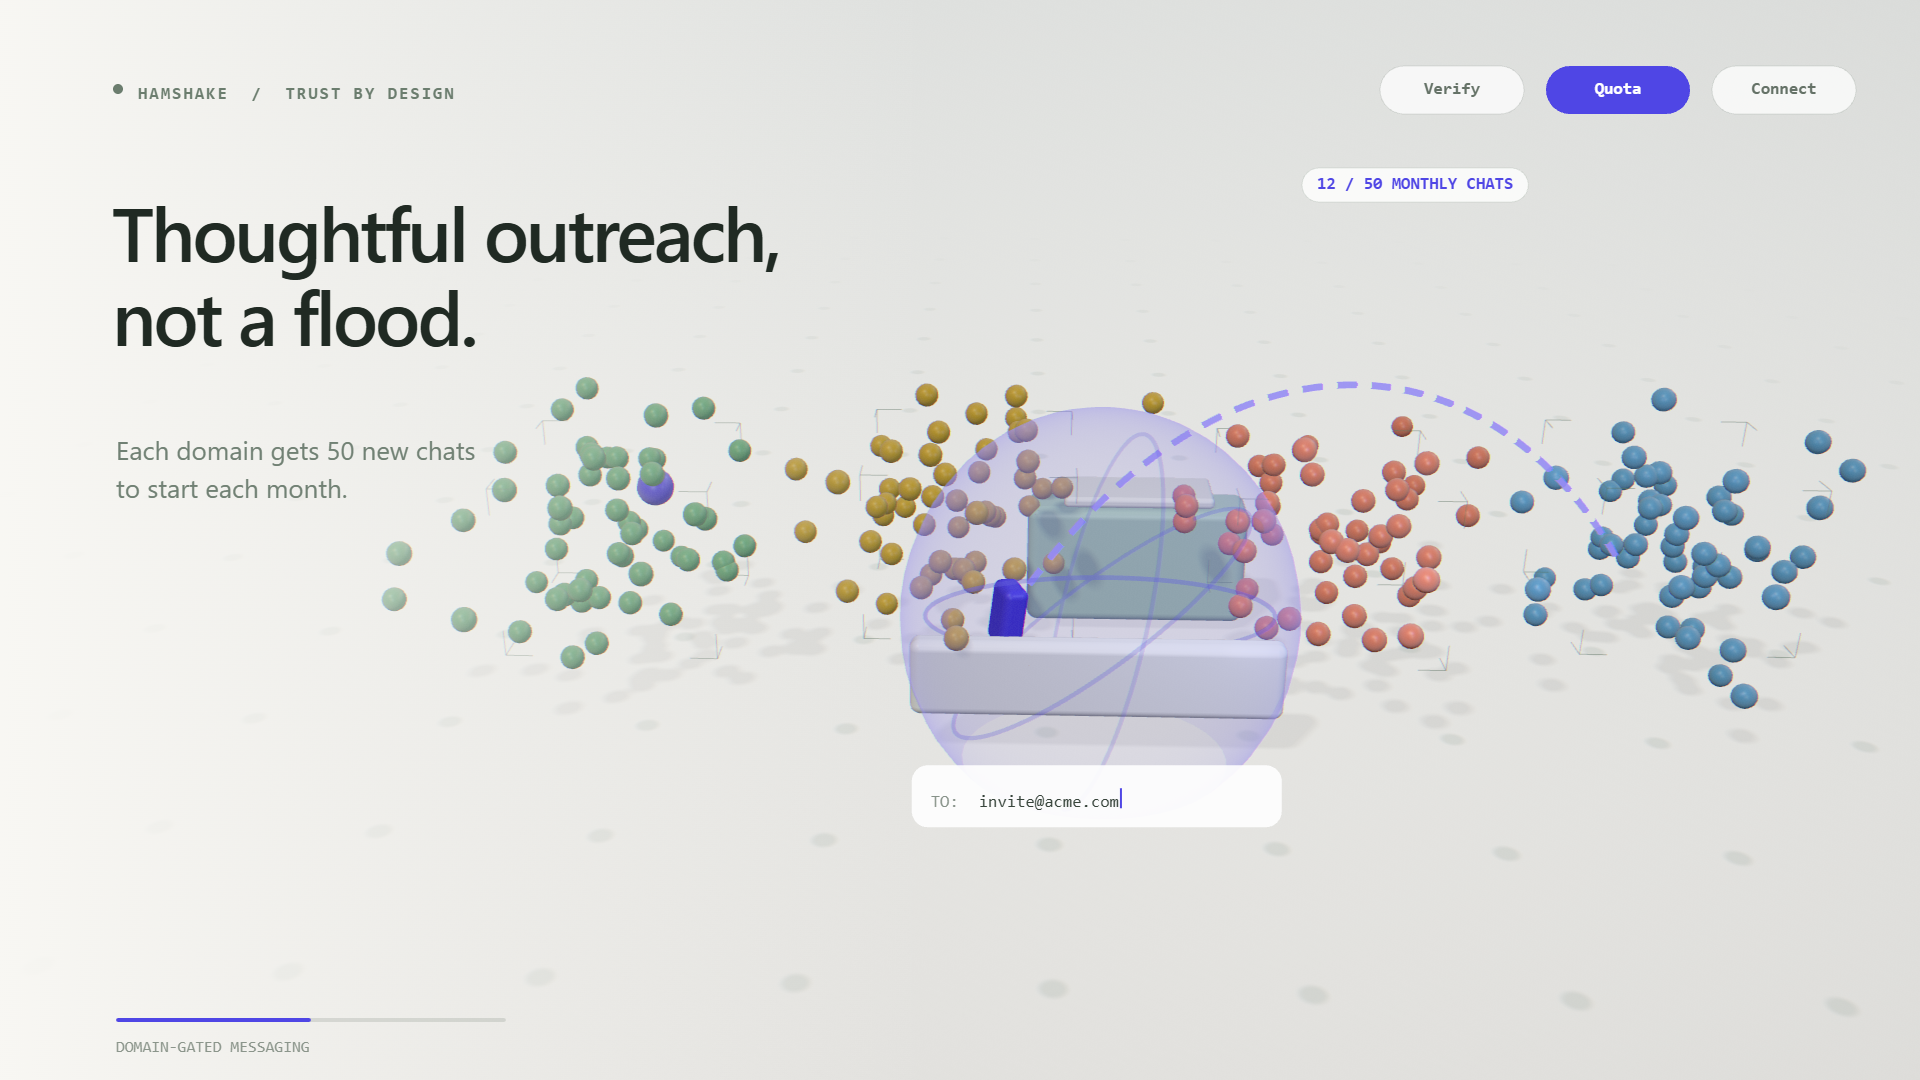 HAMSHAKE / TRUST BY DESIGN
Verify
Quota
Connect
12 / 50 MONTHLY CHATS
Thoughtful outreach,
not a flood.
Each domain gets 50 new chats
to start each month.
TO: invite@acme.com
DOMAIN-GATED MESSAGING